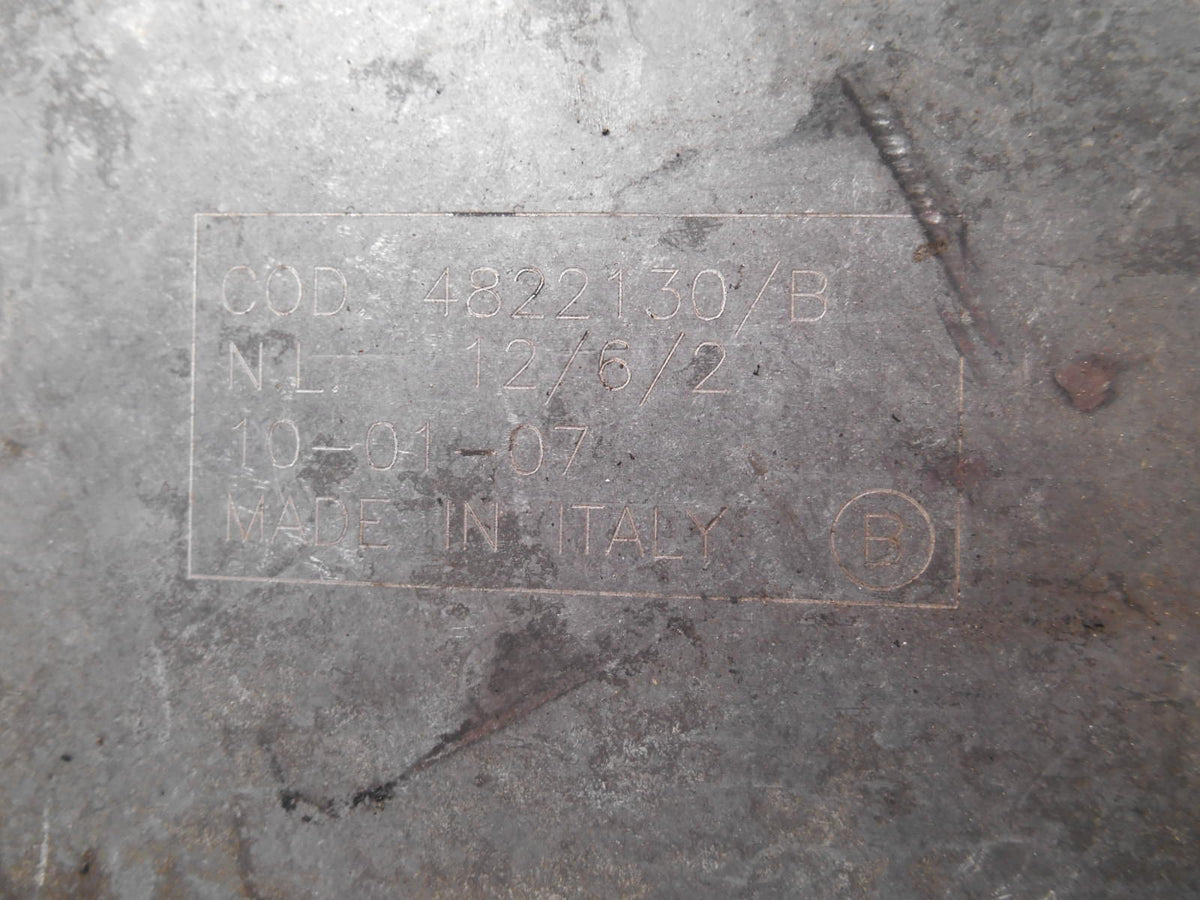 COD. 4822130/B
N.L. 12/6/2
10-01-07
MADE IN ITALY B